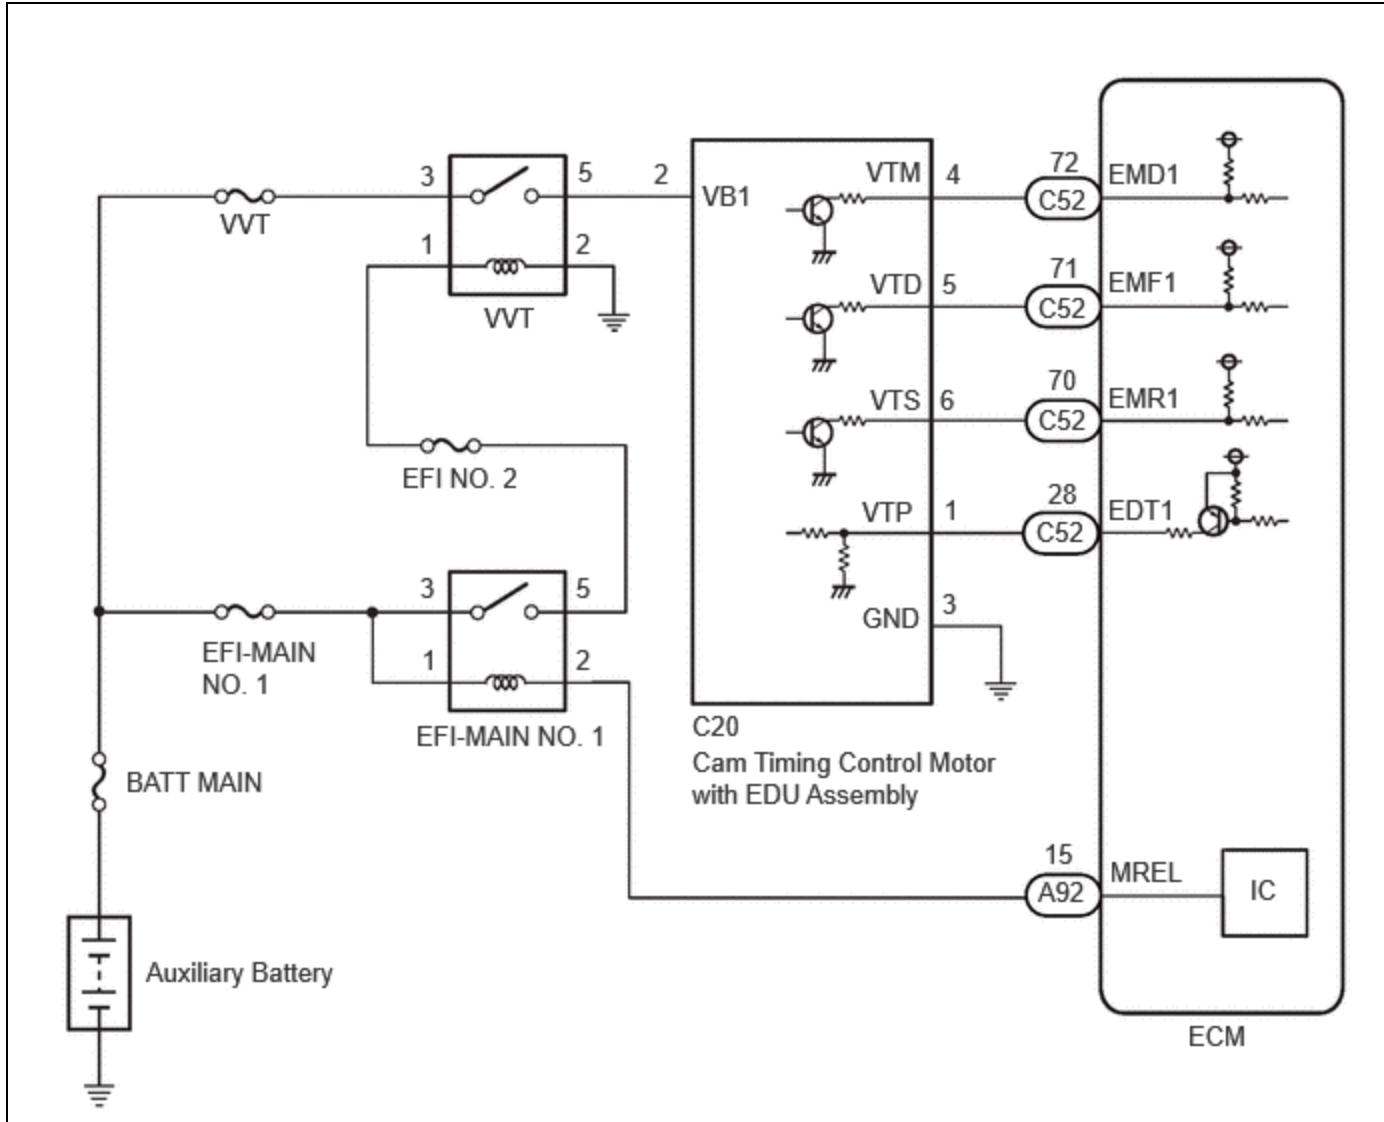 72
VTM
4
EMD1
3
5
2
VB1
C52
VVT
1
2
71
VTD
5
EMF1
C52
VVT
70
VTS
6
EMR1
C52
EFI NO. 2
28
VTP
1
EDT1
C52
3
5
3
GND
EFI-MAIN
NO. 1
1
2
EFI-MAIN NO. 1
C20
Cam Timing Control Motor
with EDU Assembly
BATT MAIN
15
MREL
A92
IC
Auxiliary Battery
ECM